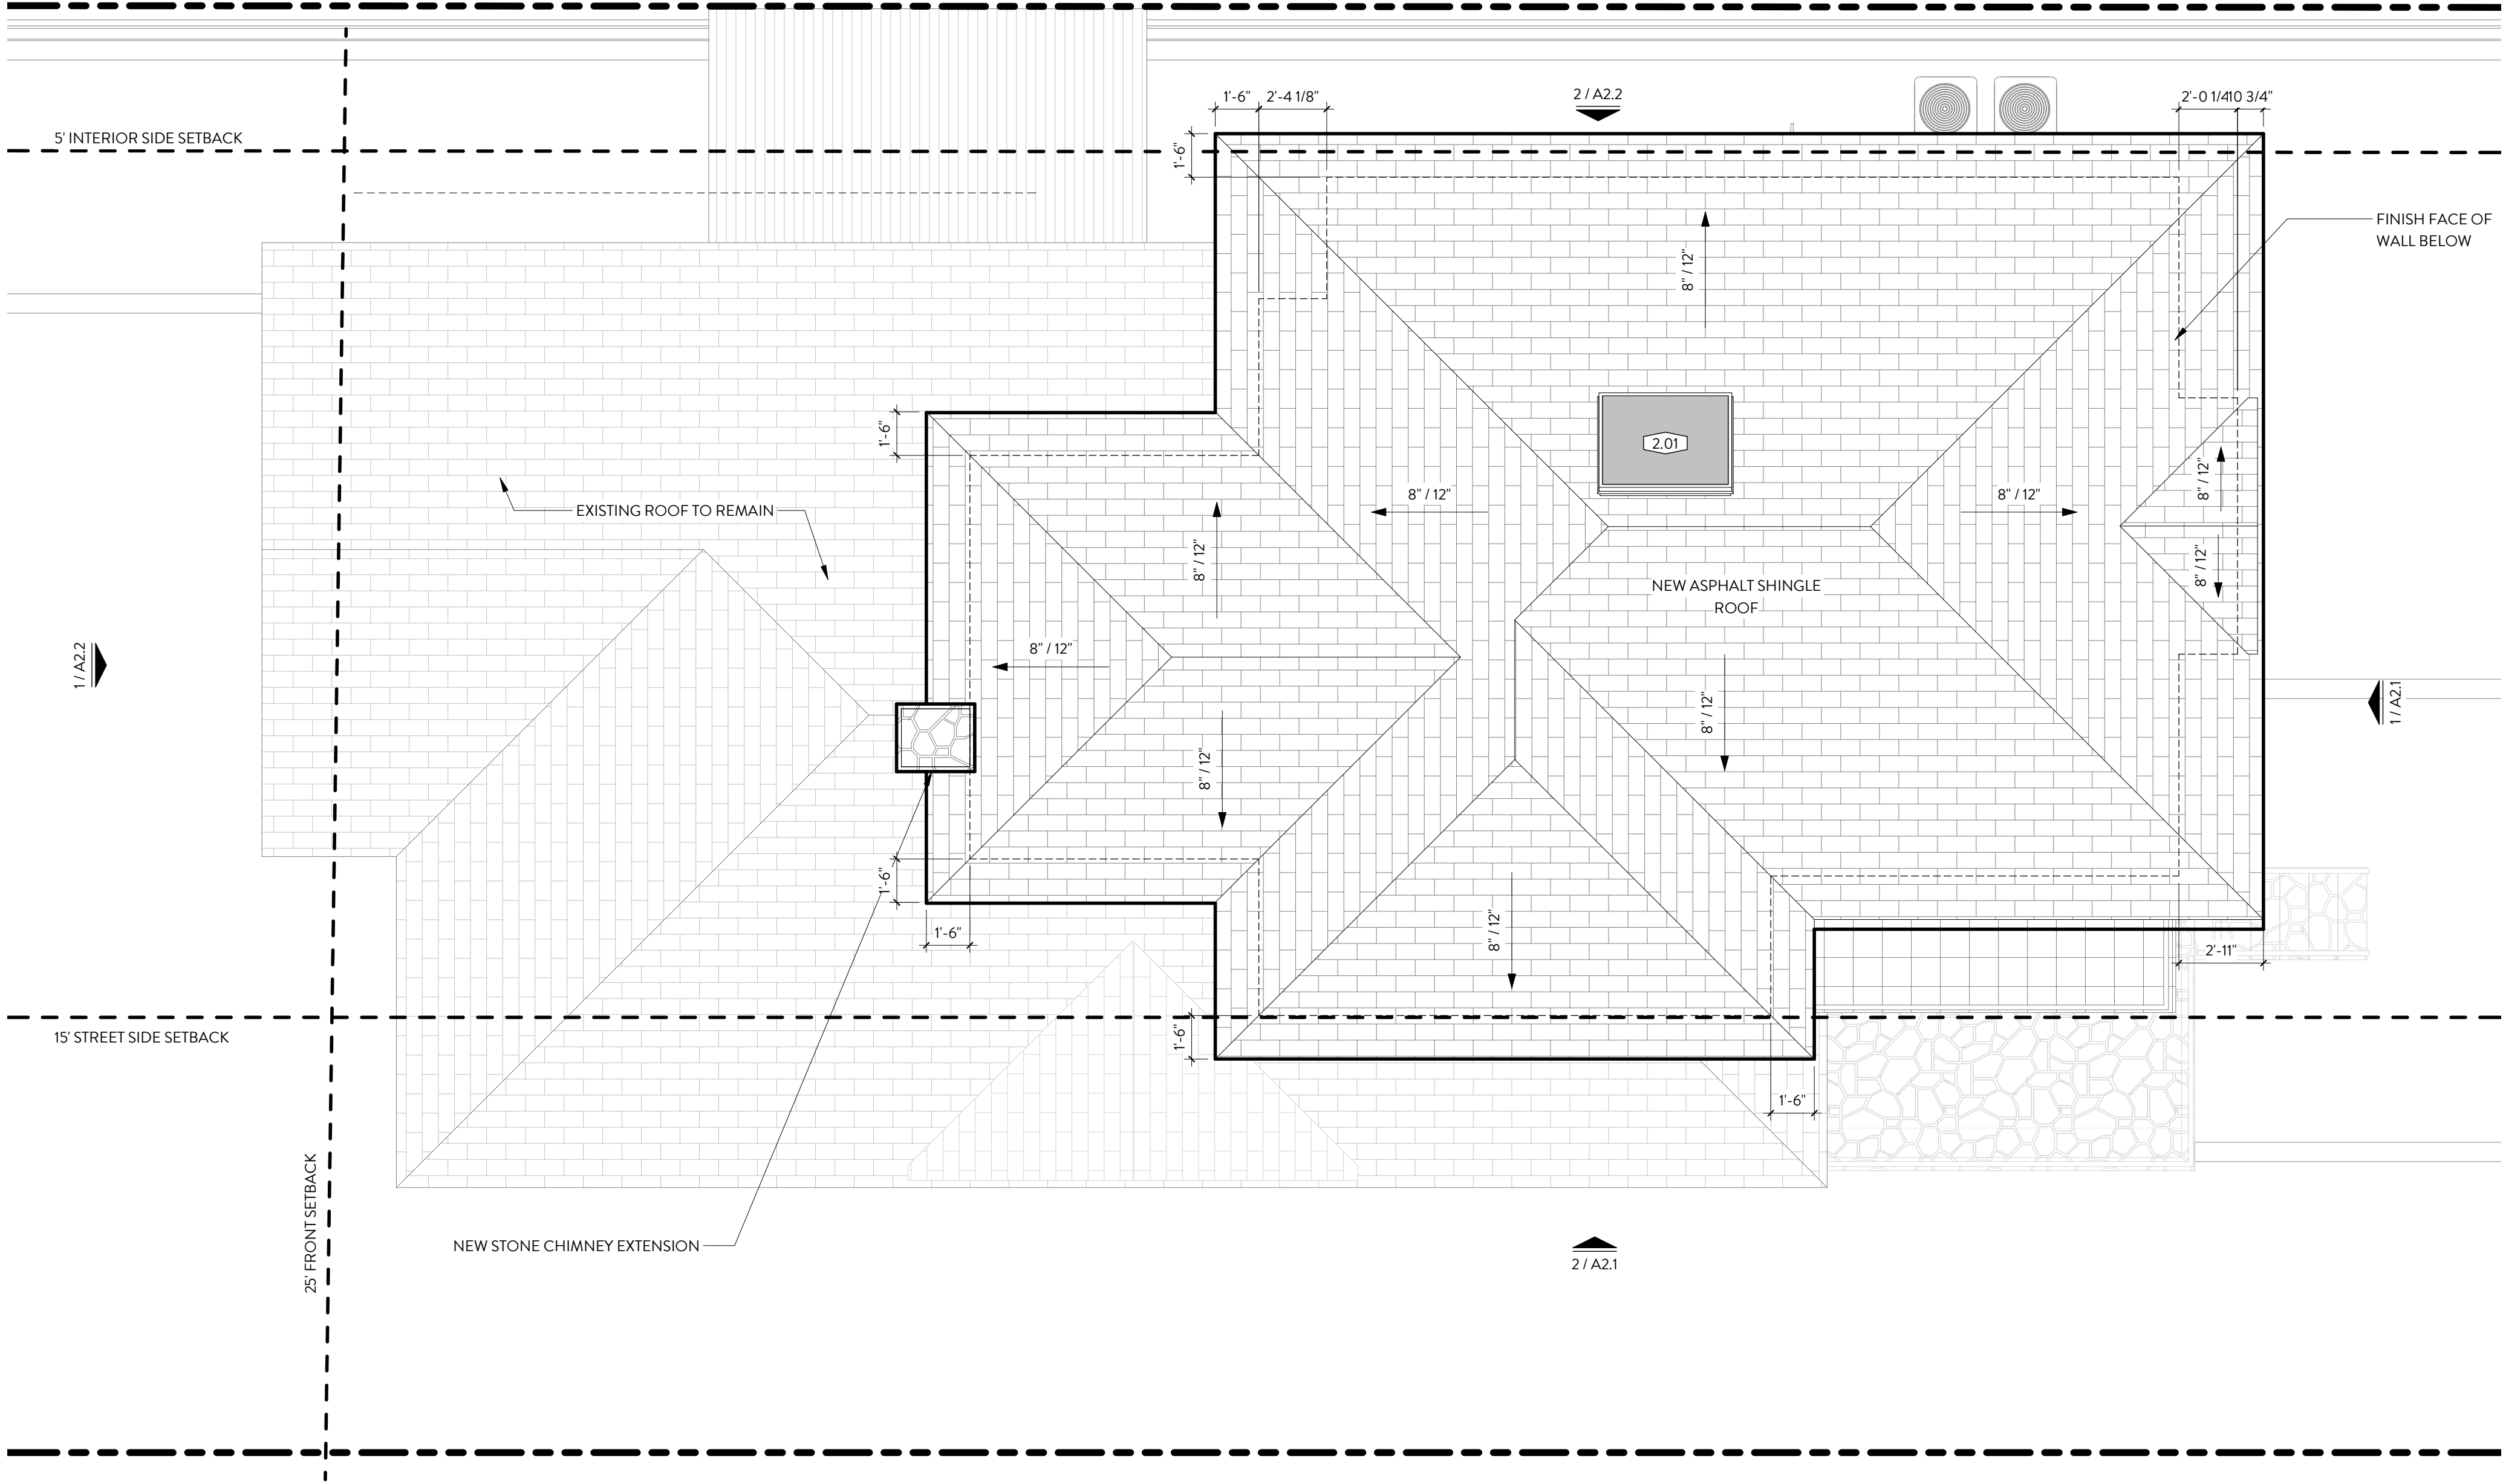 1'-6"
2'-4 1/8"
2 / A2.2
2'-0 1/4
10 3/4"
5' INTERIOR SIDE SETBACK
1'-6"
FINISH FACE OF
WALL BELOW
8" / 12"
1'-6"
2.01
EXISTING ROOF TO REMAIN
8" / 12"
8" / 12"
8" / 12"
8" / 12"
8" / 12"
NEW ASPHALT SHINGLE
ROOF
1 / A2.2
8" / 12"
1 / A2.1
8" / 12"
8" / 12"
1'-6"
1'-6"
8" / 12"
2'-11"
15' STREET SIDE SETBACK
1'-6"
1'-6"
25' FRONT SETBACK
NEW STONE CHIMNEY EXTENSION
2 / A2.1